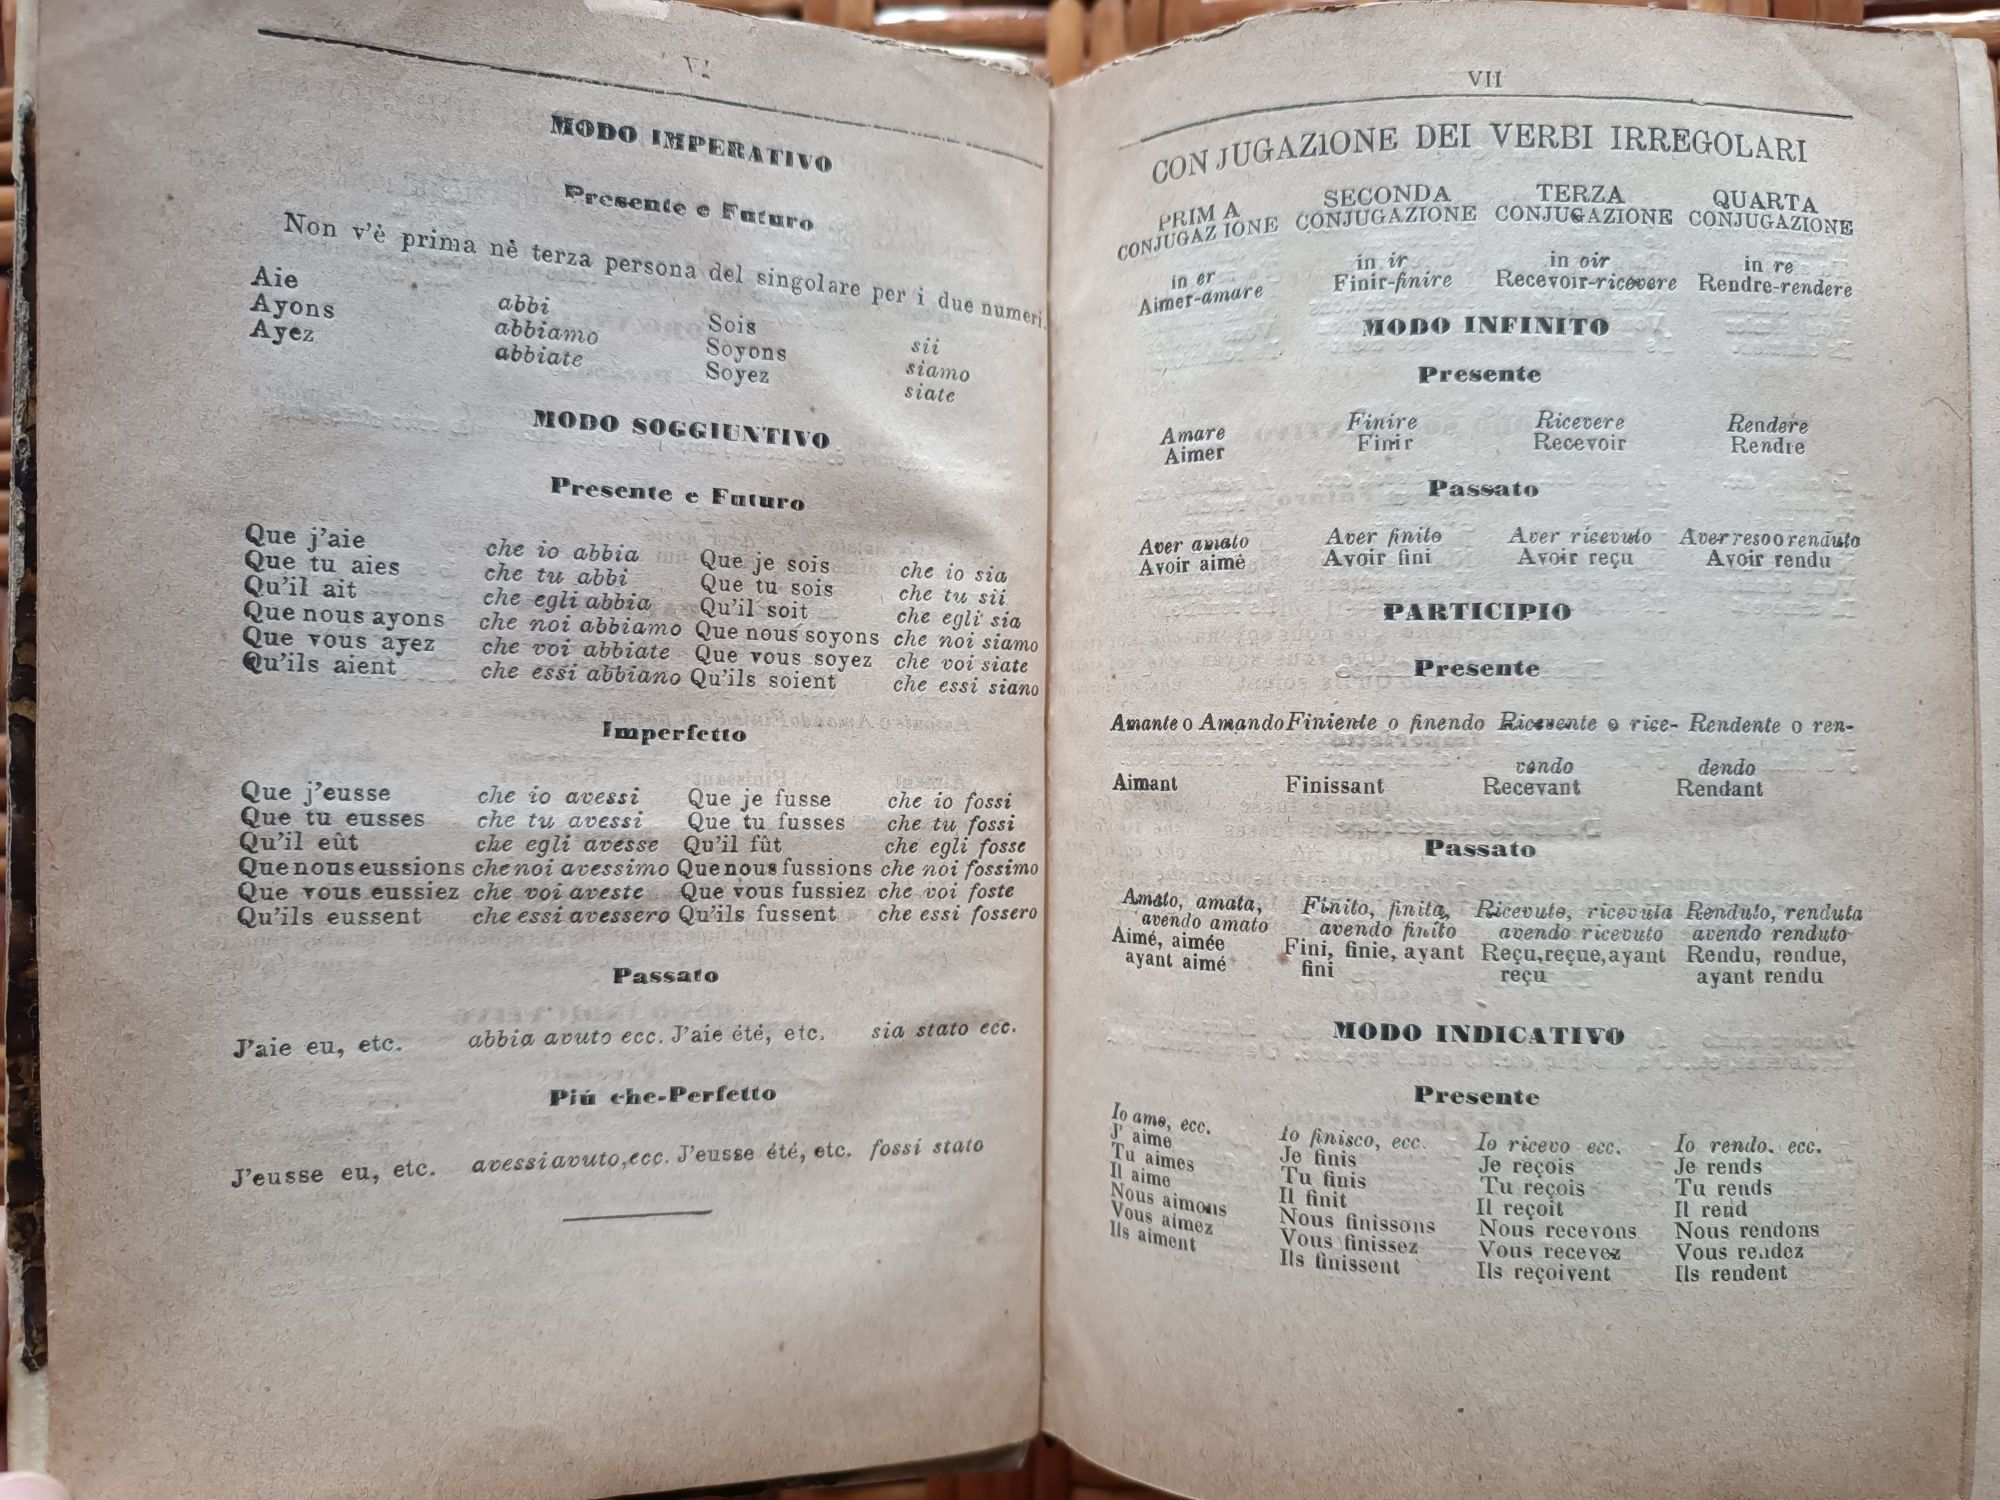 VI
MODO IMPERATIVO
Presente e Futuro
Non v'è prima nè terza persona del singolare per i due numeri.
Aie abbi Sois sii
Ayons abbiamo Soyons siamo
Ayez abbiate Soyez siate
MODO SOGGIUNTIVO
Presente e Futuro
Que j'aie che io abbia Que je sois che io sia
Que tu aies che tu abbi Que tu sois che tu sii
Qu'il ait che egli abbia Qu'il soit che egli sia
Que nous ayons che noi abbiamo Que nous soyons che noi siamo
Que vous ayez che voi abbiate Que vous soyez che voi siate
Qu'ils aient che essi abbiano Qu'ils soient che essi siano
Imperfetto
Que j'eusse che io avessi Que je fusse che io fossi
Que tu eusses che tu avessi Que tu fusses che tu fossi
Qu'il eût che egli avesse Qu'il fût che egli fosse
Que nous eussions che noi avessimo Que nous fussions che noi fossimo
Que vous eussiez che voi aveste Que vous fussiez che voi foste
Qu'ils eussent che essi avessero Qu'ils fussent che essi fossero
Passato
J'aie eu, etc. abbia avuto ecc. J'aie été, etc. sia stato ecc.
Piú che-Perfetto
J'eusse eu, etc. avessi avuto, ecc. J'eusse été, etc. fossi stato
VII
CONJUGAZIONE DEI VERBI IRREGOLARI
PRIMA SECONDA TERZA QUARTA
CONJUGAZIONE CONJUGAZIONE CONJUGAZIONE CONJUGAZIONE
in er in ir in oir in re
Aimer-amare Finir-finire Recevoir-ricevere Rendre-rendere
MODO INFINITO
Presente
Amare Finire Ricevere Rendere
Aimer Finir Recevoir Rendre
Passato
Aver amato Aver finito Aver ricevuto Aver reso o renduto
Avoir aimê Avoir fini Avoir reçu Avoir rendu
PARTICIPIO
Presente
Amante o Amando Finiente o finendo Ricevente o rice- Rendente o ren-
vendo dendo
Aimant Finissant Recevant Rendant
Passato
Amato, amata, Finito, finita, Ricevuto, ricevuta Renduto, renduta
avendo amato avendo finito avendo ricevuto avendo renduto
Aimé, aimée Fini, finie, ayant Reçu, reçue, ayant Rendu, rendue,
ayant aimé fini reçu ayant rendu
MODO INDICATIVO
Presente
Io amo, ecc. Io finisco, ecc. Io ricevo ecc. Io rendo. ecc.
J' aime Je finis Je reçois Je rends
Tu aimes Tu finis Tu reçois Tu rends
Il aime Il finit Il reçoit Il rend
Nous aimons Nous finissons Nous recevons Nous rendons
Vous aimez Vous finissez Vous recevez Vous rendez
Ils aiment Ils finissent Ils reçoivent Ils rendent